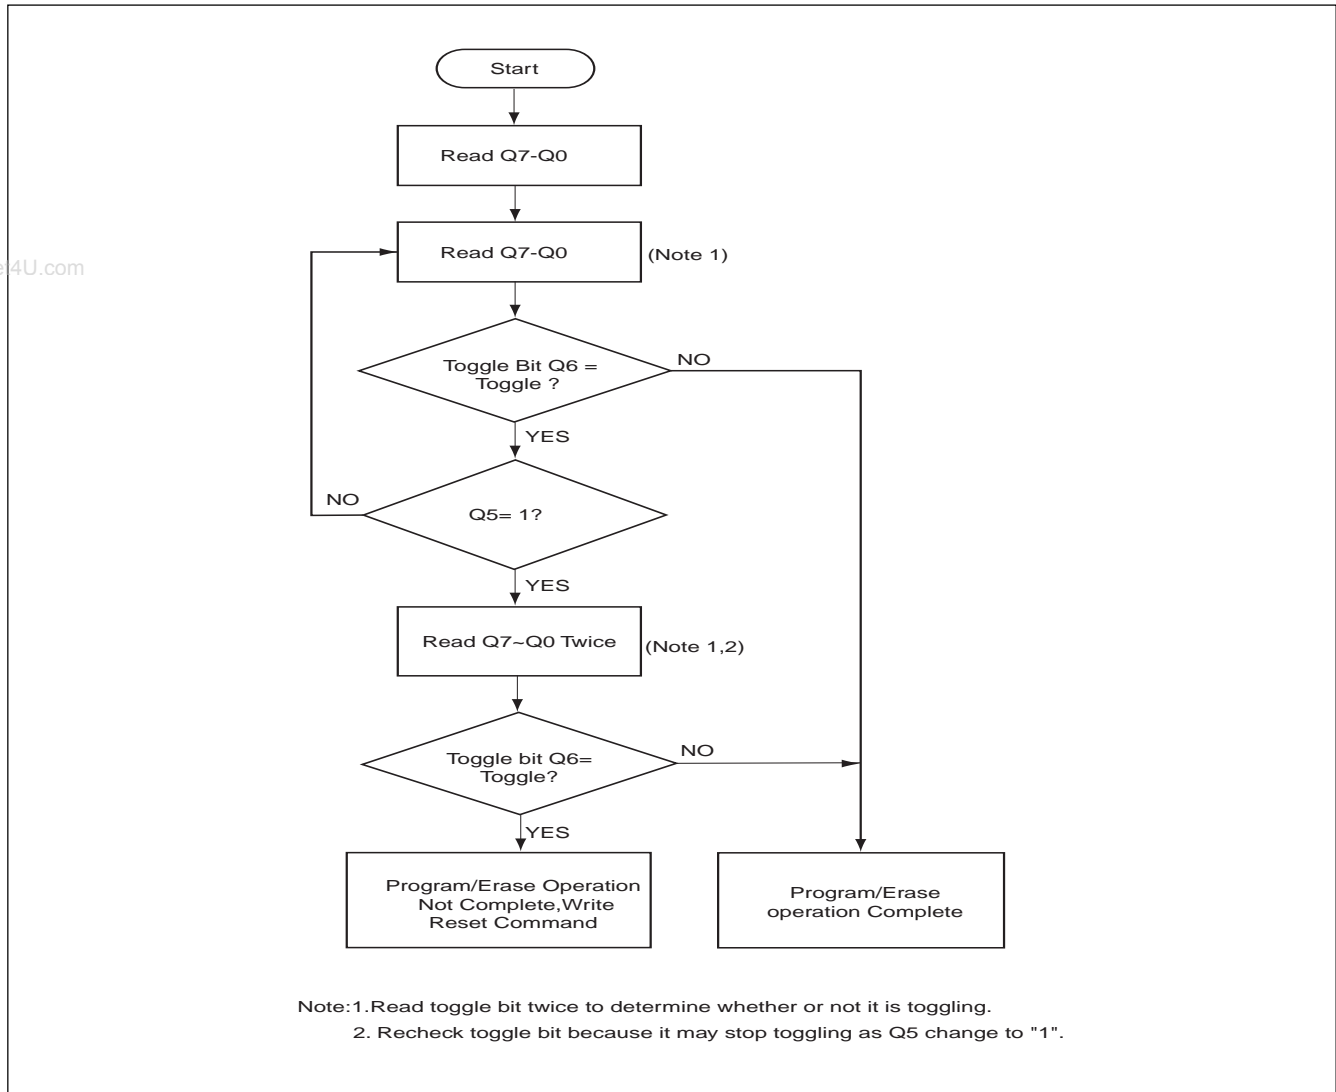 Start
Read Q7-Q0
Read Q7-Q0
(Note 1)
Toggle Bit Q6 =
Toggle ?
NO
YES
Q5= 1?
NO
YES
Read Q7~Q0 Twice
(Note 1,2)
Toggle bit Q6=
Toggle?
NO
YES
Program/Erase Operation
Not Complete,Write
Reset Command
Program/Erase
operation Complete
Note:1.Read toggle bit twice to determine whether or not it is toggling.
2. Recheck toggle bit because it may stop toggling as Q5 change to "1".